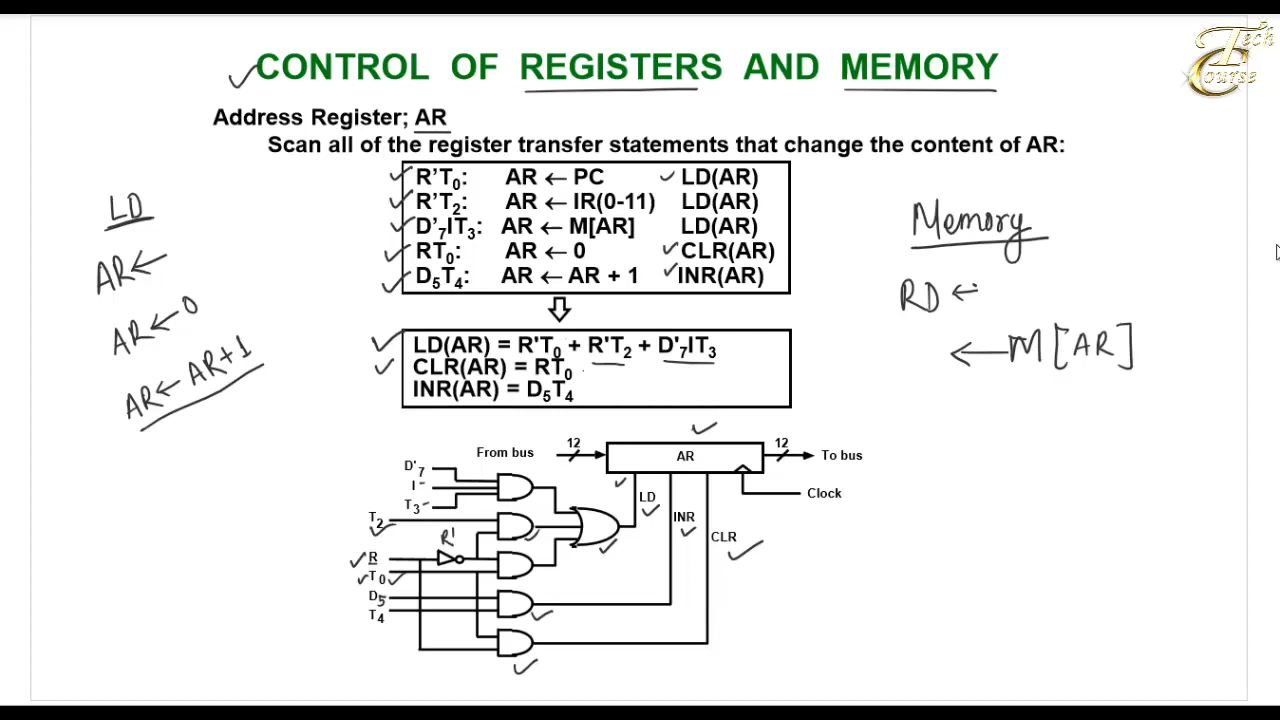 Tech
Course
CONTROL OF REGISTERS AND MEMORY
Address Register; AR
Scan all of the register transfer statements that change the content of AR:
R'T0: AR ← PC LD(AR)
R'T2: AR ← IR(0-11) LD(AR)
D'7IT3: AR ← M[AR] LD(AR)
RT0: AR ← 0 CLR(AR)
D5T4: AR ← AR + 1 INR(AR)
LD(AR) = R'T0 + R'T2 + D'7IT3
CLR(AR) = RT0
INR(AR) = D5T4
LD
AR←
AR←0
AR←AR+1
Memory
RD ←
←M[AR]
From bus 12 AR 12 To bus
D'7
I
T3
T2
R'
R
T0
D5
T4
LD
INR
CLR
Clock